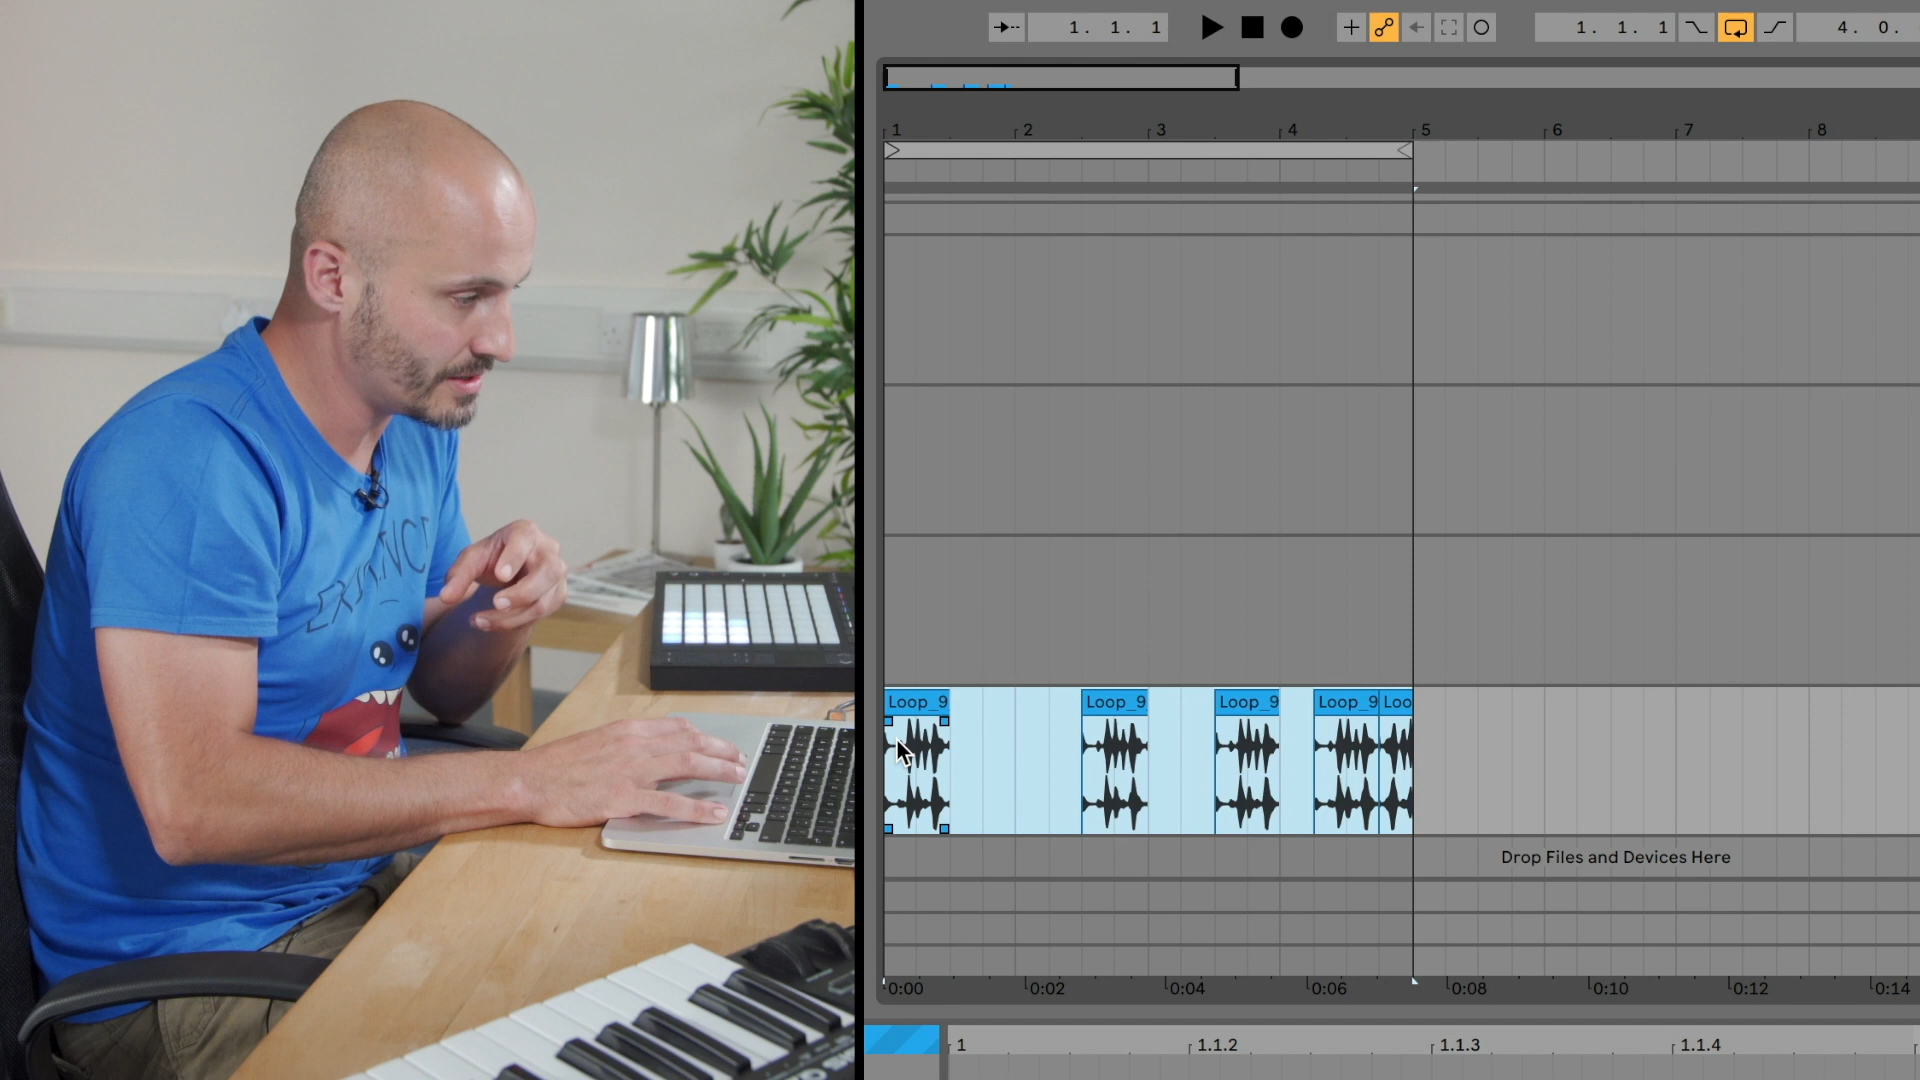 1. 1. 1
1. 1. 1
4. 0.
1 2 3 4 5 6 7 8
Loop_9 Loop_9 Loop_9 Loop_9 Loo
Drop Files and Devices Here
0:00 0:02 0:04 0:06 0:08 0:10 0:12 0:14
1 1.1.2 1.1.3 1.1.4